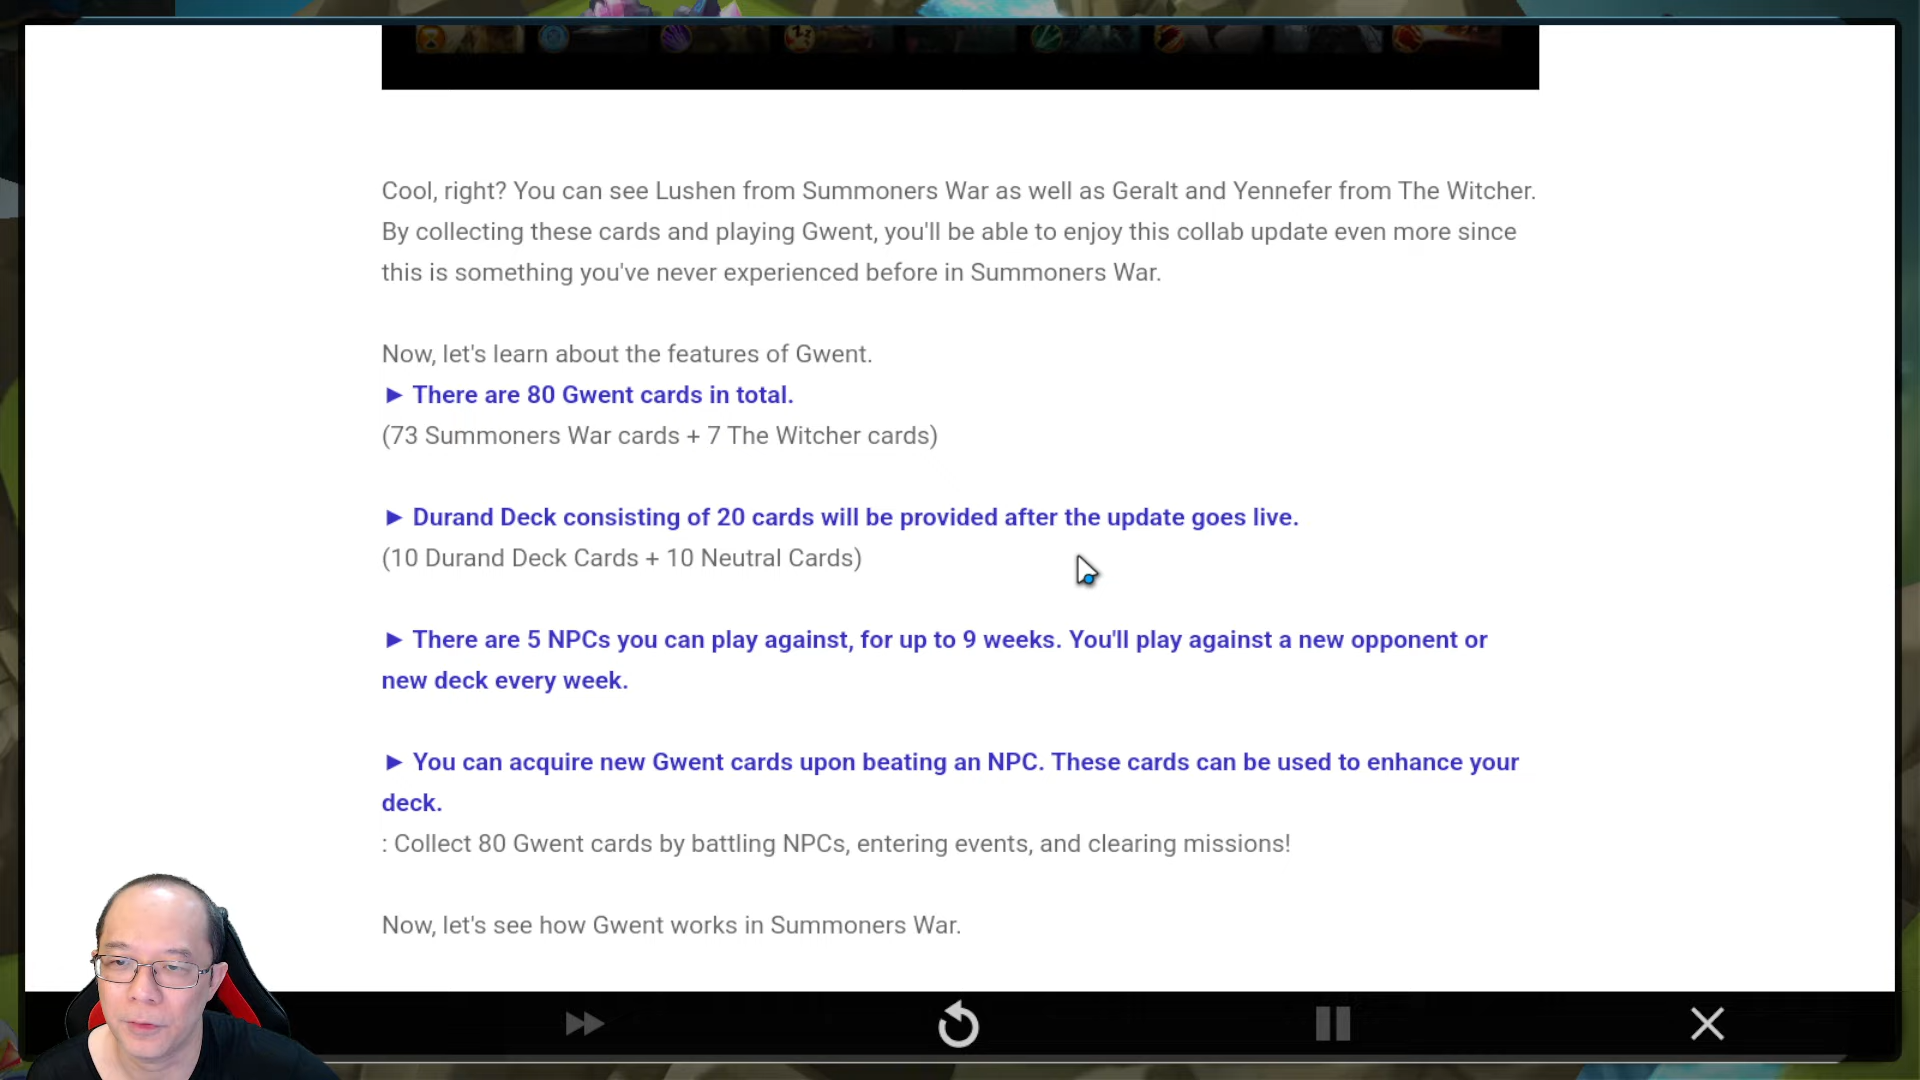 Cool, right? You can see Lushen from Summoners War as well as Geralt and Yennefer from The Witcher.
By collecting these cards and playing Gwent, you'll be able to enjoy this collab update even more since
this is something you've never experienced before in Summoners War.
Now, let's learn about the features of Gwent.
► There are 80 Gwent cards in total.
(73 Summoners War cards + 7 The Witcher cards)
► Durand Deck consisting of 20 cards will be provided after the update goes live.
(10 Durand Deck Cards + 10 Neutral Cards)
► There are 5 NPCs you can play against, for up to 9 weeks. You'll play against a new opponent or
new deck every week.
► You can acquire new Gwent cards upon beating an NPC. These cards can be used to enhance your
deck.
: Collect 80 Gwent cards by battling NPCs, entering events, and clearing missions!
Now, let's see how Gwent works in Summoners War.